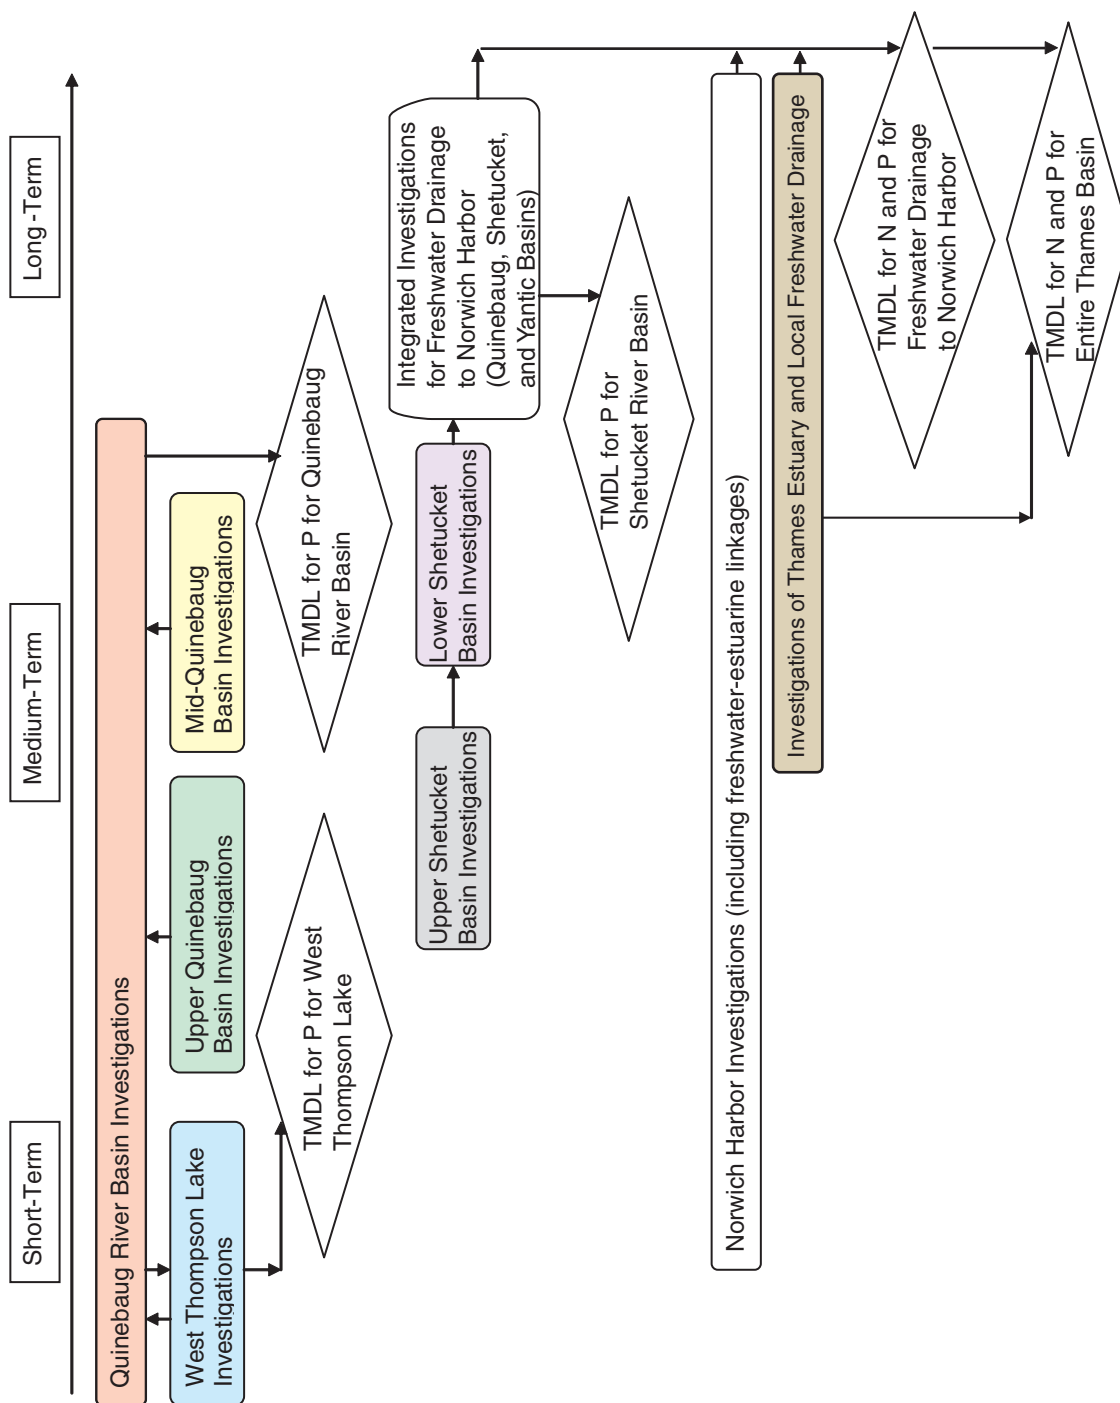 Short-Term
Medium-Term
Long -Term
Quinebaug River Basin Investigations
West Thompson Lake
Investigations
Upper Quinebaug
Basin Investigations
Mid-Quinebaug
Basin Investigations
TMDL for P for West
Thompson Lake
TMDL for P for Quinebaug
River Basin
Upper Shetucket
Basin Investigations
Lower Shetucket
Basin Investigations
Integrated Investigations
for Freshwater Drainage
to Norwich Harbor
(Quinebaug, Shetucket,
and Yantic Basins)
TMDL for P for
Shetucket River Basin
Norwich Harbor Investigations (including freshwater-estuarine linkages)
Investigations of Thames Estuary and Local Freshwater Drainage
TMDL for N and P for
Freshwater Drainage
to Norwich Harbor
TMDL for N and P for
Entire Thames Basin